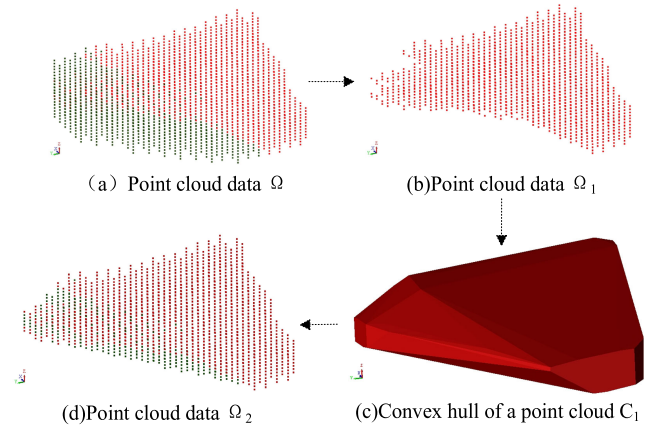 （a）Point cloud data Ω
(b)Point cloud data Ω1
(d)Point cloud data Ω2
(c)Convex hull of a point cloud C1